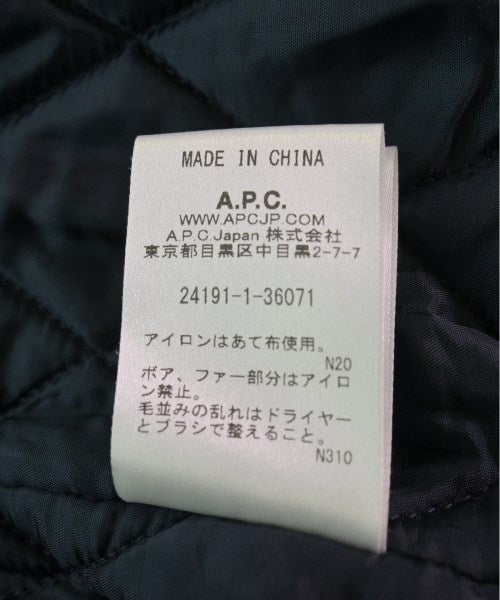 MADE IN CHINA
A.P.C.
WWW.APCJP.COM
A.P.C.Japan 株式会社
東京都目黒区中目黒2-7-7
24191-1-36071
アイロンはあて布使用。
N20
ボア、ファー部分はアイロ
ン禁止。
毛並みの乱れはドライヤー
とブラシで整えること。
N310